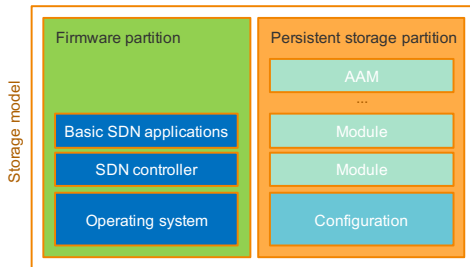 Storage model
Firmware partition
Basic SDN applications
SDN controller
Operating system
Persistent storage partition
AAM
...
Module
Module
Configuration